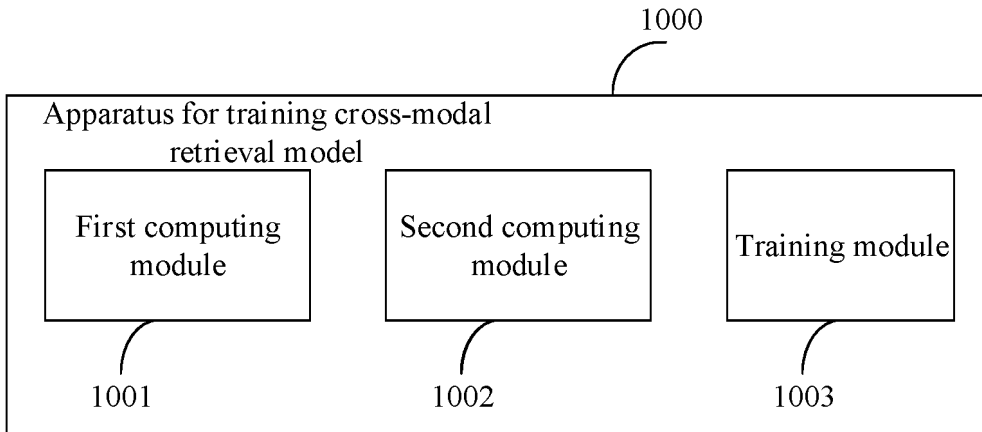 1000
Apparatus for training cross-modal
retrieval model
First computing
module
Second computing
module
Training module
1001
1002
1003